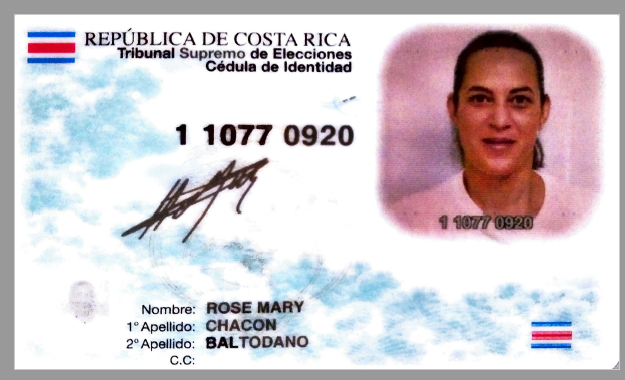 REPÚBLICA DE COSTA RICA
Tribunal Supremo de Elecciones
Cédula de Identidad
1 1077 0920
1 1077 0920
Nombre: ROSE MARY
1° Apellido: CHACON
2° Apellido: BALTODANO
C.C: